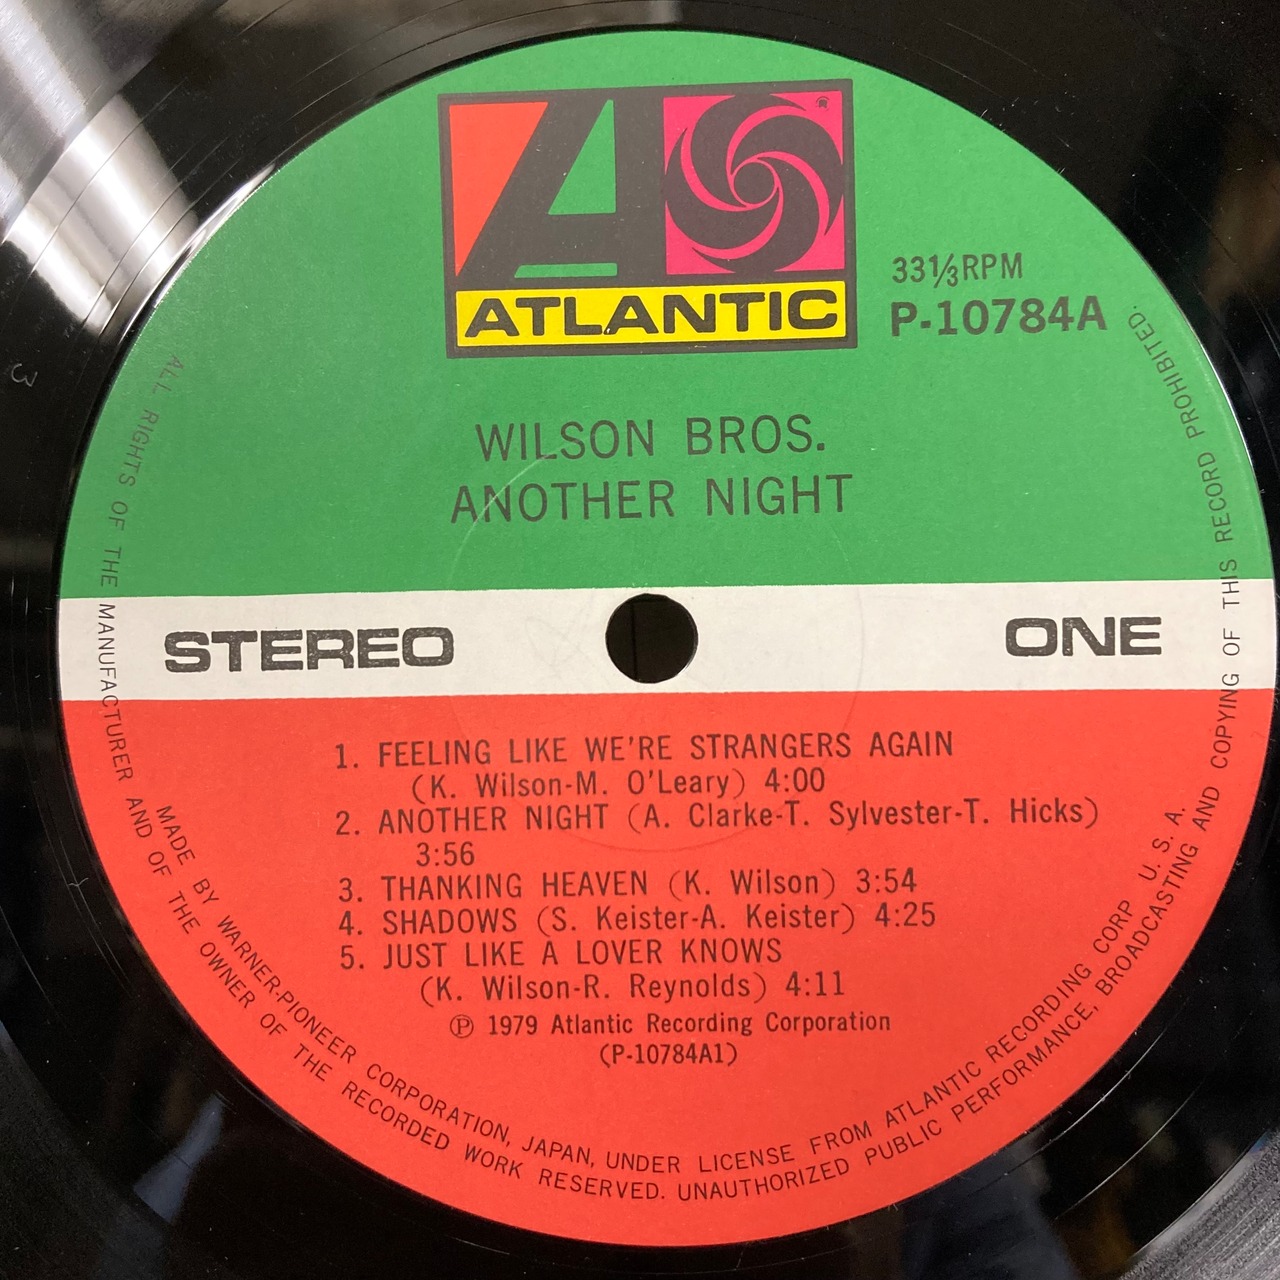 ATLANTIC
®
33⅓RPM
P-10784A
WILSON BROS.
ANOTHER NIGHT
STEREO
ONE
1. FEELING LIKE WE'RE STRANGERS AGAIN
(K. Wilson-M. O'Leary) 4:00
2. ANOTHER NIGHT (A. Clarke-T. Sylvester-T. Hicks)
3:56
3. THANKING HEAVEN (K. Wilson) 3:54
4. SHADOWS (S. Keister-A. Keister) 4:25
5. JUST LIKE A LOVER KNOWS
(K. Wilson-R. Reynolds) 4:11
℗ 1979 Atlantic Recording Corporation
(P-10784A1)
MADE BY WARNER-PIONEER CORPORATION, JAPAN, UNDER LICENSE FROM ATLANTIC RECORDING CORP U. S. A.
ALL RIGHTS OF THE MANUFACTURER AND OF THE OWNER OF THE RECORDED WORK RESERVED. UNAUTHORIZED PUBLIC PERFORMANCE, BROADCASTING AND COPYING OF THIS RECORD PROHIBITED.
3